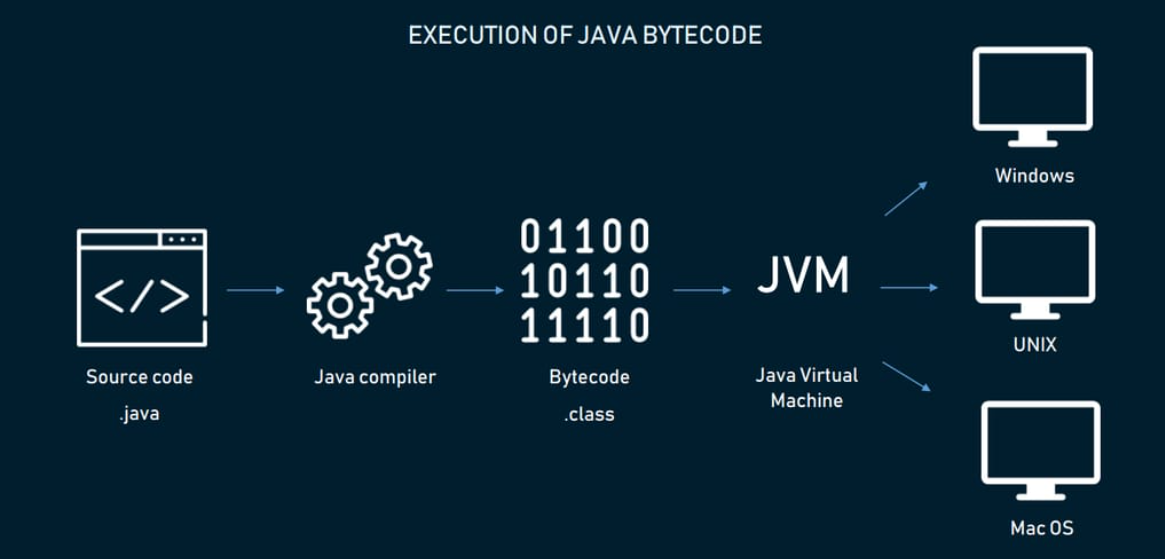 EXECUTION OF JAVA BYTECODE
</>
Source code
.java
Java compiler
01100
10110
11110
Bytecode
.class
JVM
Java Virtual
Machine
Windows
UNIX
Mac OS